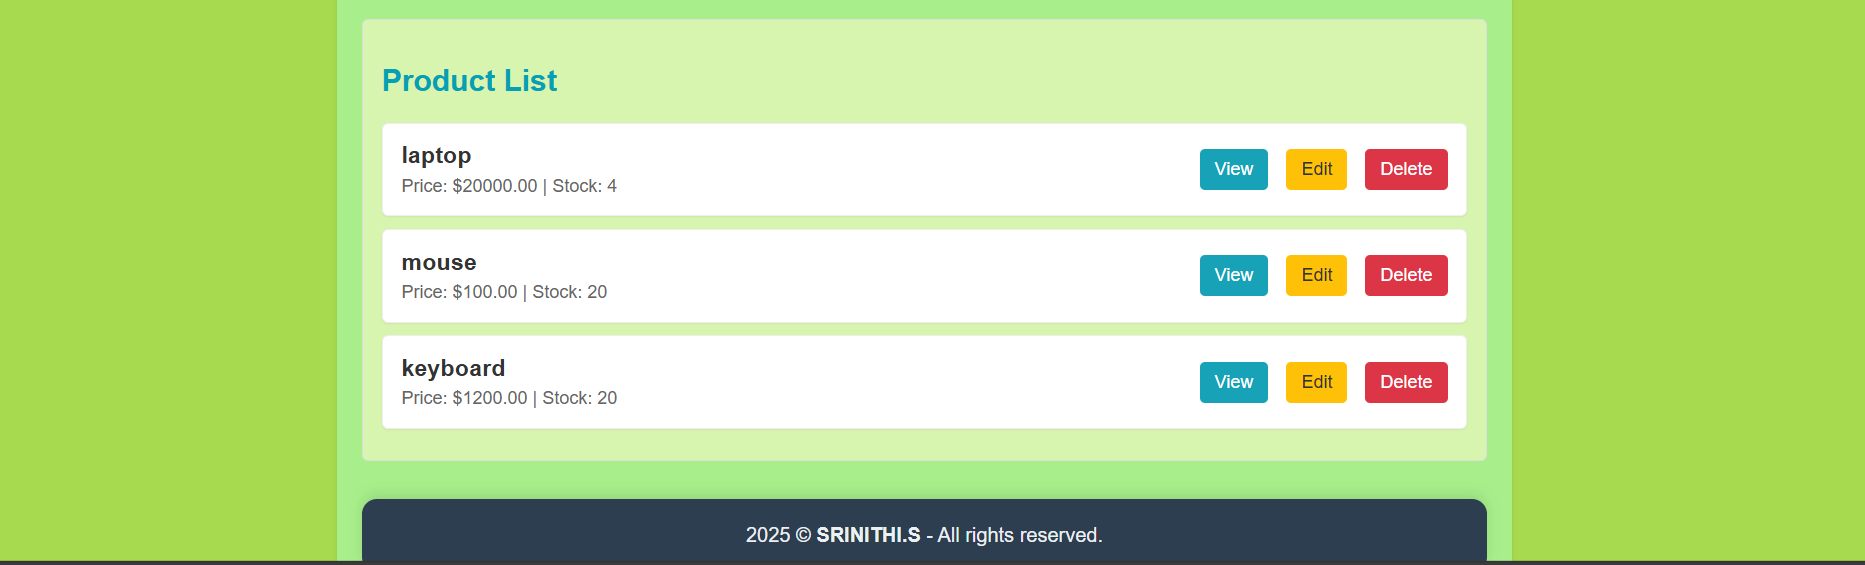 Product List
laptop
Price: $20000.00 | Stock: 4
View Edit Delete
mouse
Price: $100.00 | Stock: 20
View Edit Delete
keyboard
Price: $1200.00 | Stock: 20
View Edit Delete
2025 © SRINITHI.S - All rights reserved.